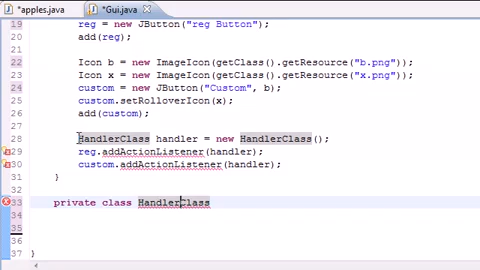 *apples.java *Gui.java
19 reg = new JButton("reg Button");
20 add(reg);
21
22 Icon b = new ImageIcon(getClass().getResource("b.png"));
23 Icon x = new ImageIcon(getClass().getResource("x.png"));
24 custom = new JButton("Custom", b);
25 custom.setRolloverIcon(x);
26 add(custom);
27
28 HandlerClass handler = new HandlerClass();
29 reg.addActionListener(handler);
30 custom.addActionListener(handler);
31 }
32
33 private class HandlerClass
34
35
36
37 }